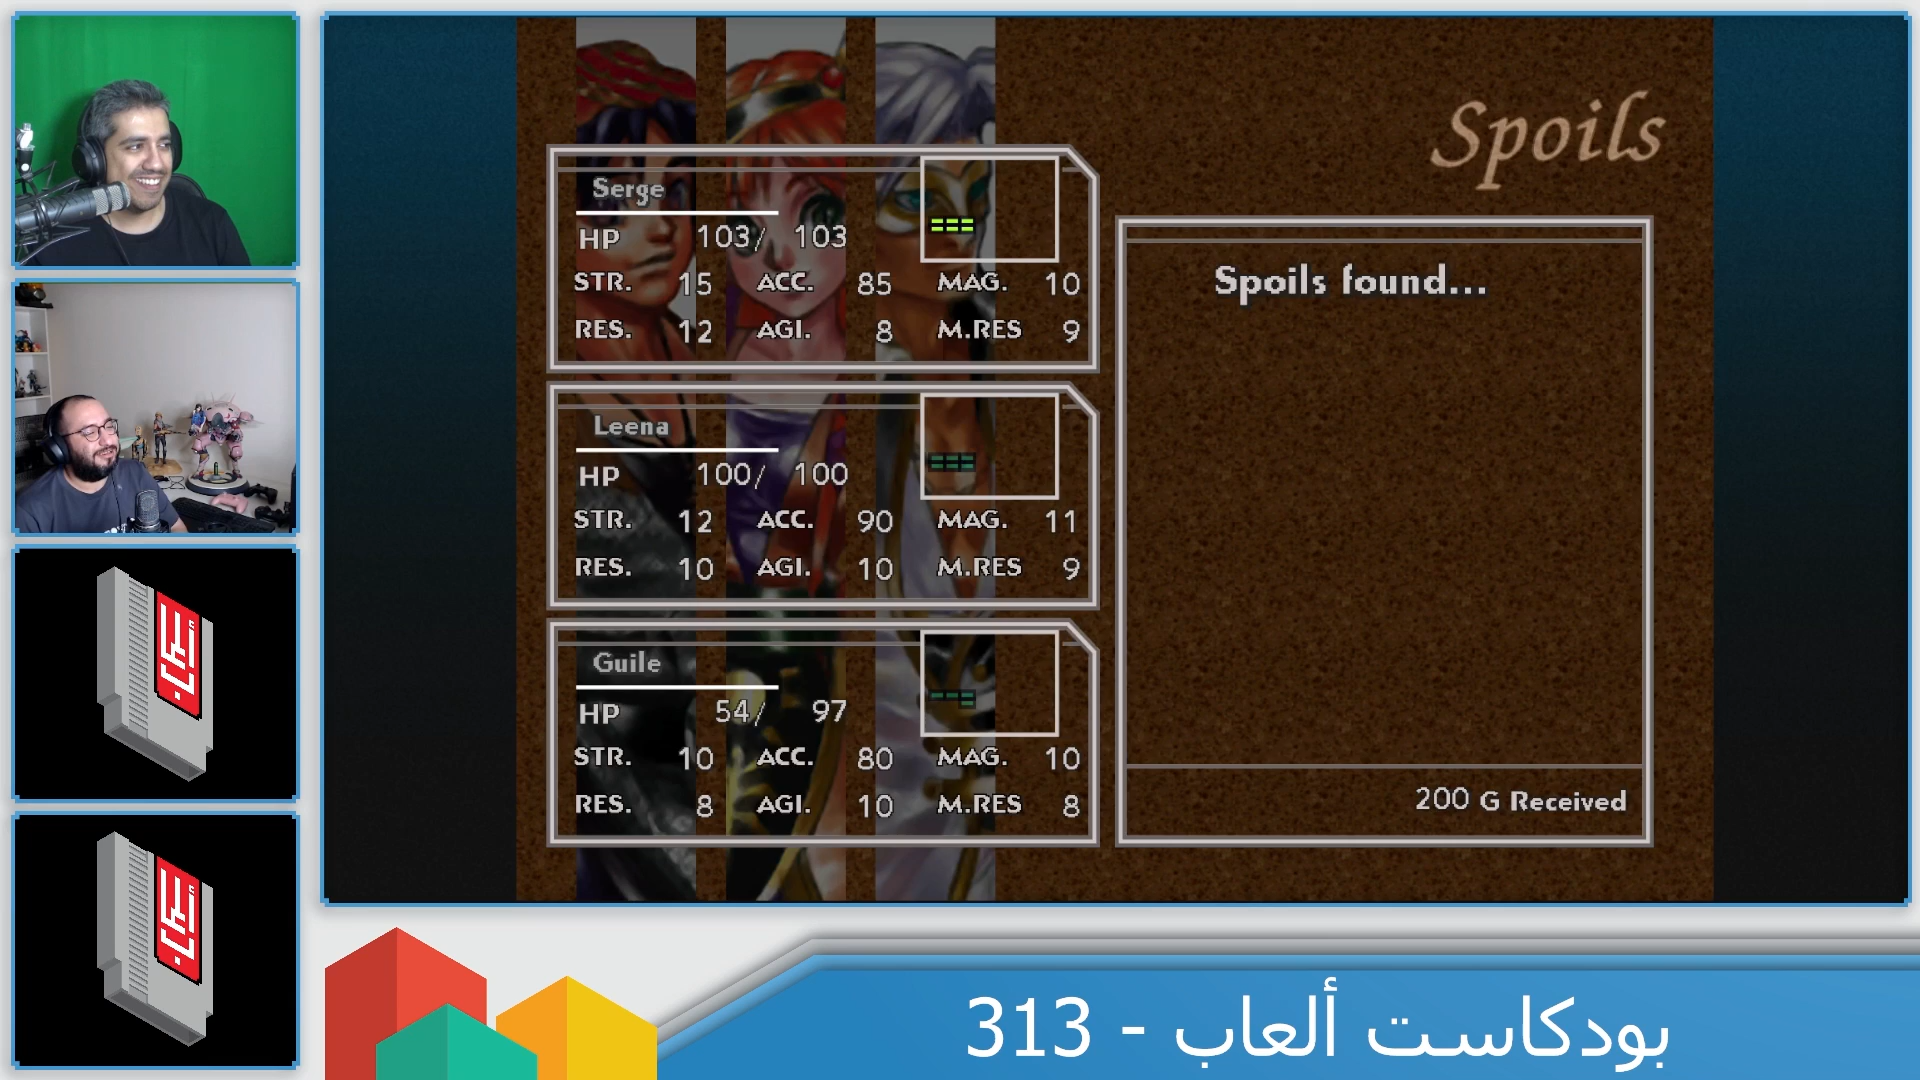 Spoils
Serge
HP 103/ 103
STR. 15 ACC. 85 MAG. 10
RES. 12 AGI. 8 M.RES 9
Leena
HP 100/ 100
STR. 12 ACC. 90 MAG. 11
RES. 10 AGI. 10 M.RES 9
Guile
HP 54/ 97
STR. 10 ACC. 80 MAG. 10
RES. 8 AGI. 10 M.RES 8
Spoils found...
200 G Received
بودكاست ألعاب - 313